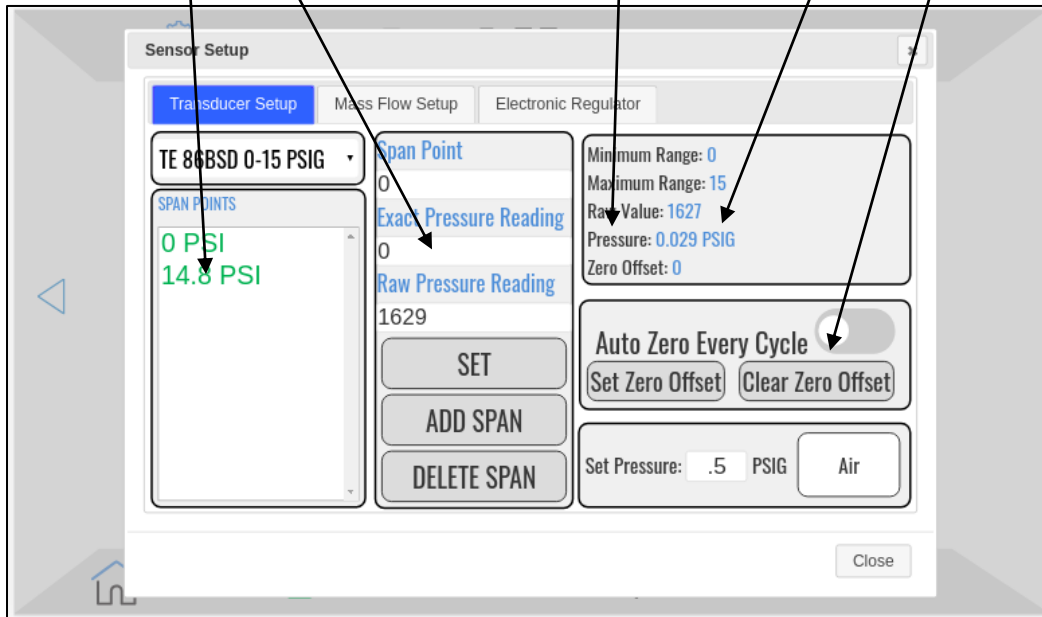 Sensor Setup
×
Transducer Setup
Mass Flow Setup
Electronic Regulator
TE 86BSD 0-15 PSIG
SPAN POINTS
0 PSI
14.8 PSI
Span Point
0
Exact Pressure Reading
0
Raw Pressure Reading
1629
SET
ADD SPAN
DELETE SPAN
Minimum Range: 0
Maximum Range: 15
Raw Value: 1627
Pressure: 0.029 PSIG
Zero Offset: 0
Auto Zero Every Cycle
Set Zero Offset
Clear Zero Offset
Set Pressure: .5 PSIG
Air
Close